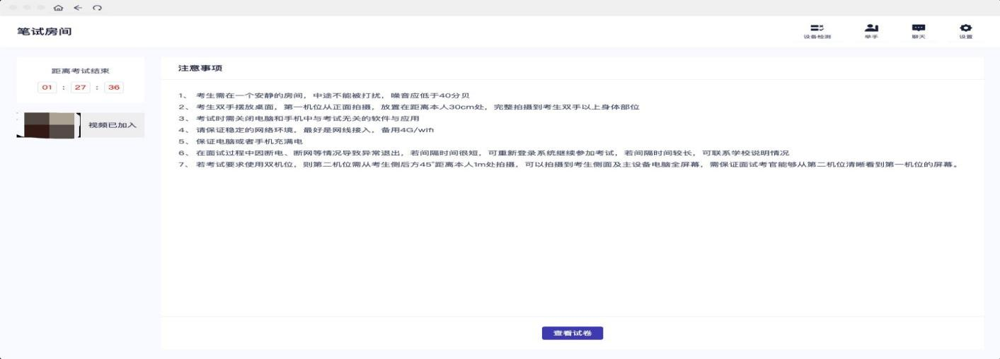 笔试房间
设备检测
举手
聊天
设置
距离考试结束
01 : 27 : 36
视频已加入
注意事项
1、 考生需在一个安静的房间，中途不能被打扰，噪音应低于40分贝
2、 考生双手摆放桌面，第一机位从正面拍摄，放置在距离本人30cm处，完整拍摄到考生双手以上身体部位
3、 考试时需关闭电脑和手机中与考试无关的软件与应用
4、 请保证稳定的网络环境，最好是网线接入，备用4G/wifi
5、 保证电脑或者手机充满电
6、 在面试过程中因断电、断网等情况导致异常退出，若间隔时间很短，可重新登录系统继续参加考试，若间隔时间较长，可联系学校说明情况
7、 若考试要求使用双机位，则第二机位需从考生侧后方45°距离本人1m处拍摄，可以拍摄到考生侧面及主设备电脑全屏幕，需保证面试考官能够从第二机位清晰看到第一机位的屏幕。
查看试卷